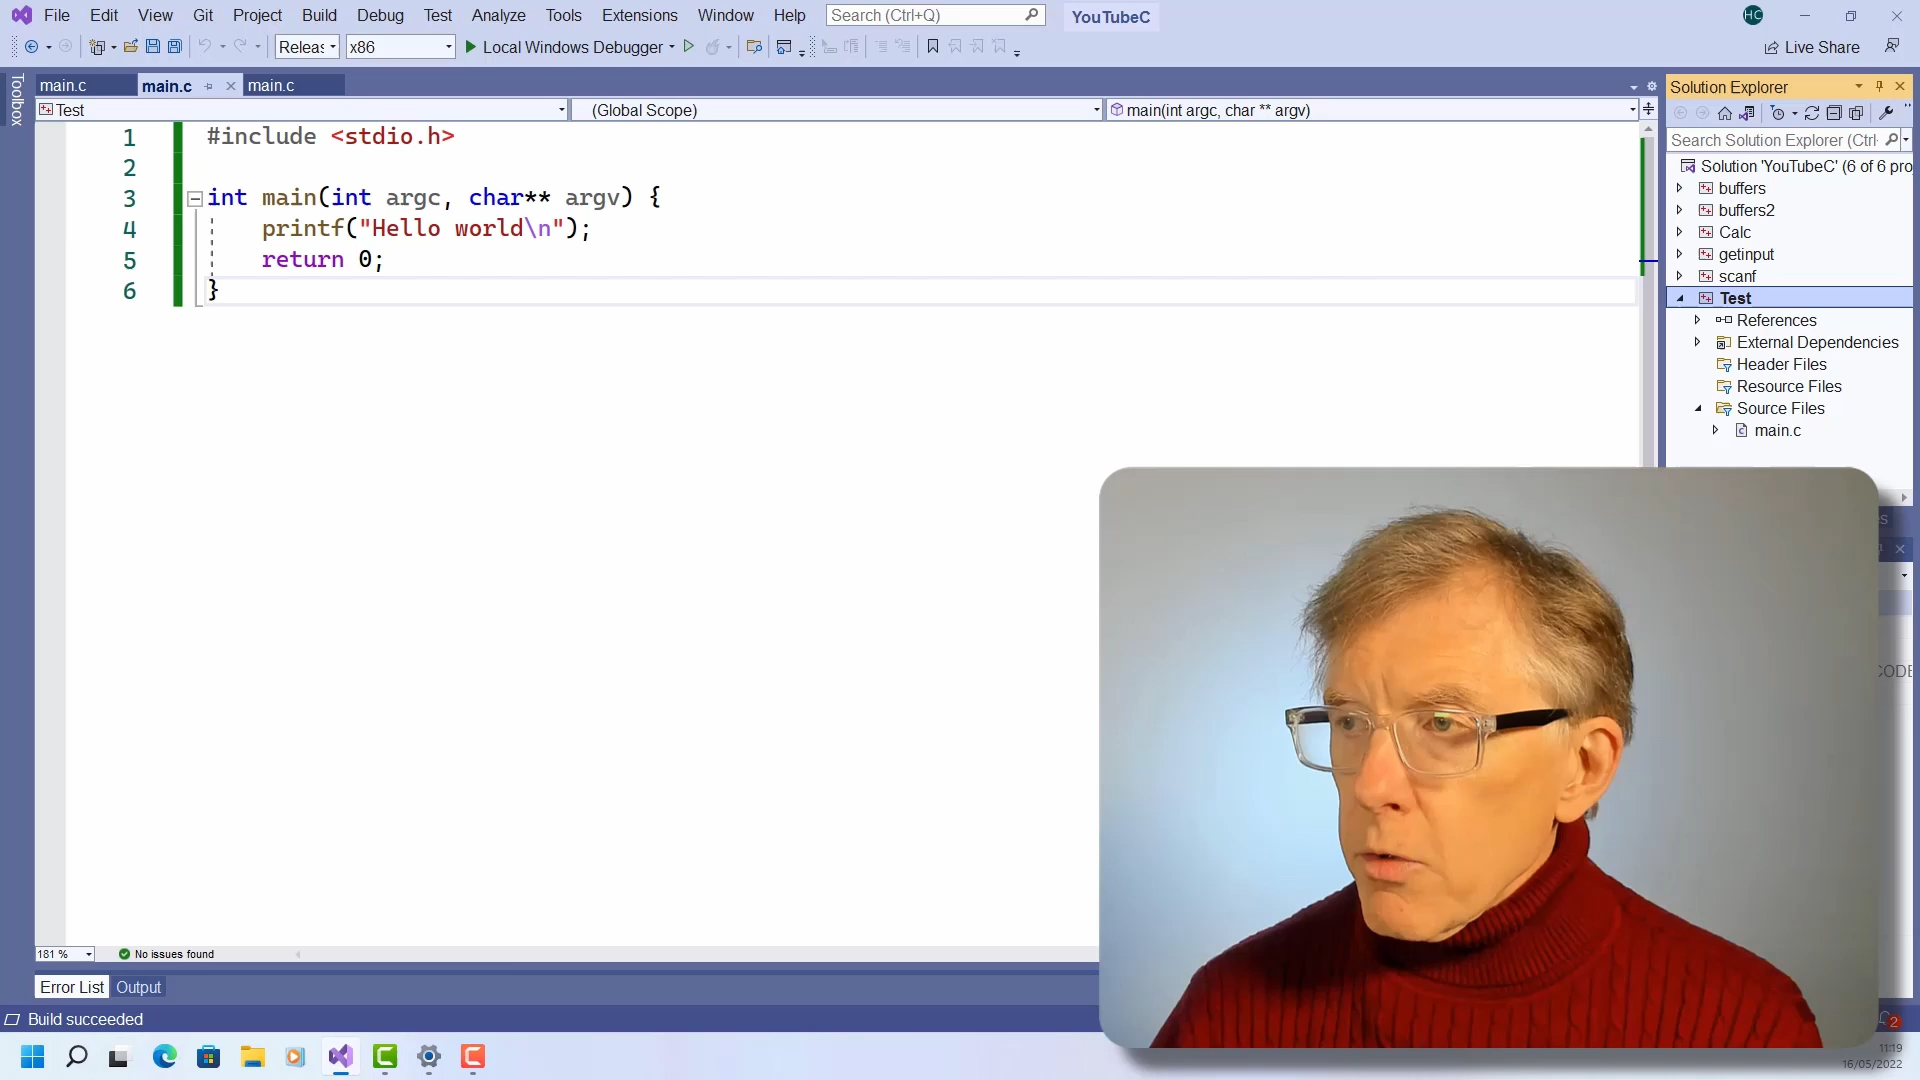 File Edit View Git Project Build Debug Test Analyze Tools Extensions Window Help Search (Ctrl+Q) YouTubeC HC
Releas x86 Local Windows Debugger Live Share
Toolbox
main.c main.c main.c
Test (Global Scope) main(int argc, char ** argv)
1 #include <stdio.h>
2
3 int main(int argc, char** argv) {
4 printf("Hello world\n");
5 return 0;
6 }
Solution Explorer
Search Solution Explorer (Ctrl-
Solution 'YouTubeC' (6 of 6 pro
buffers
buffers2
Calc
getinput
scanf
Test
References
External Dependencies
Header Files
Resource Files
Source Files
main.c
181 % No issues found
Error List Output
Build succeeded
2
11:19
16/05/2022